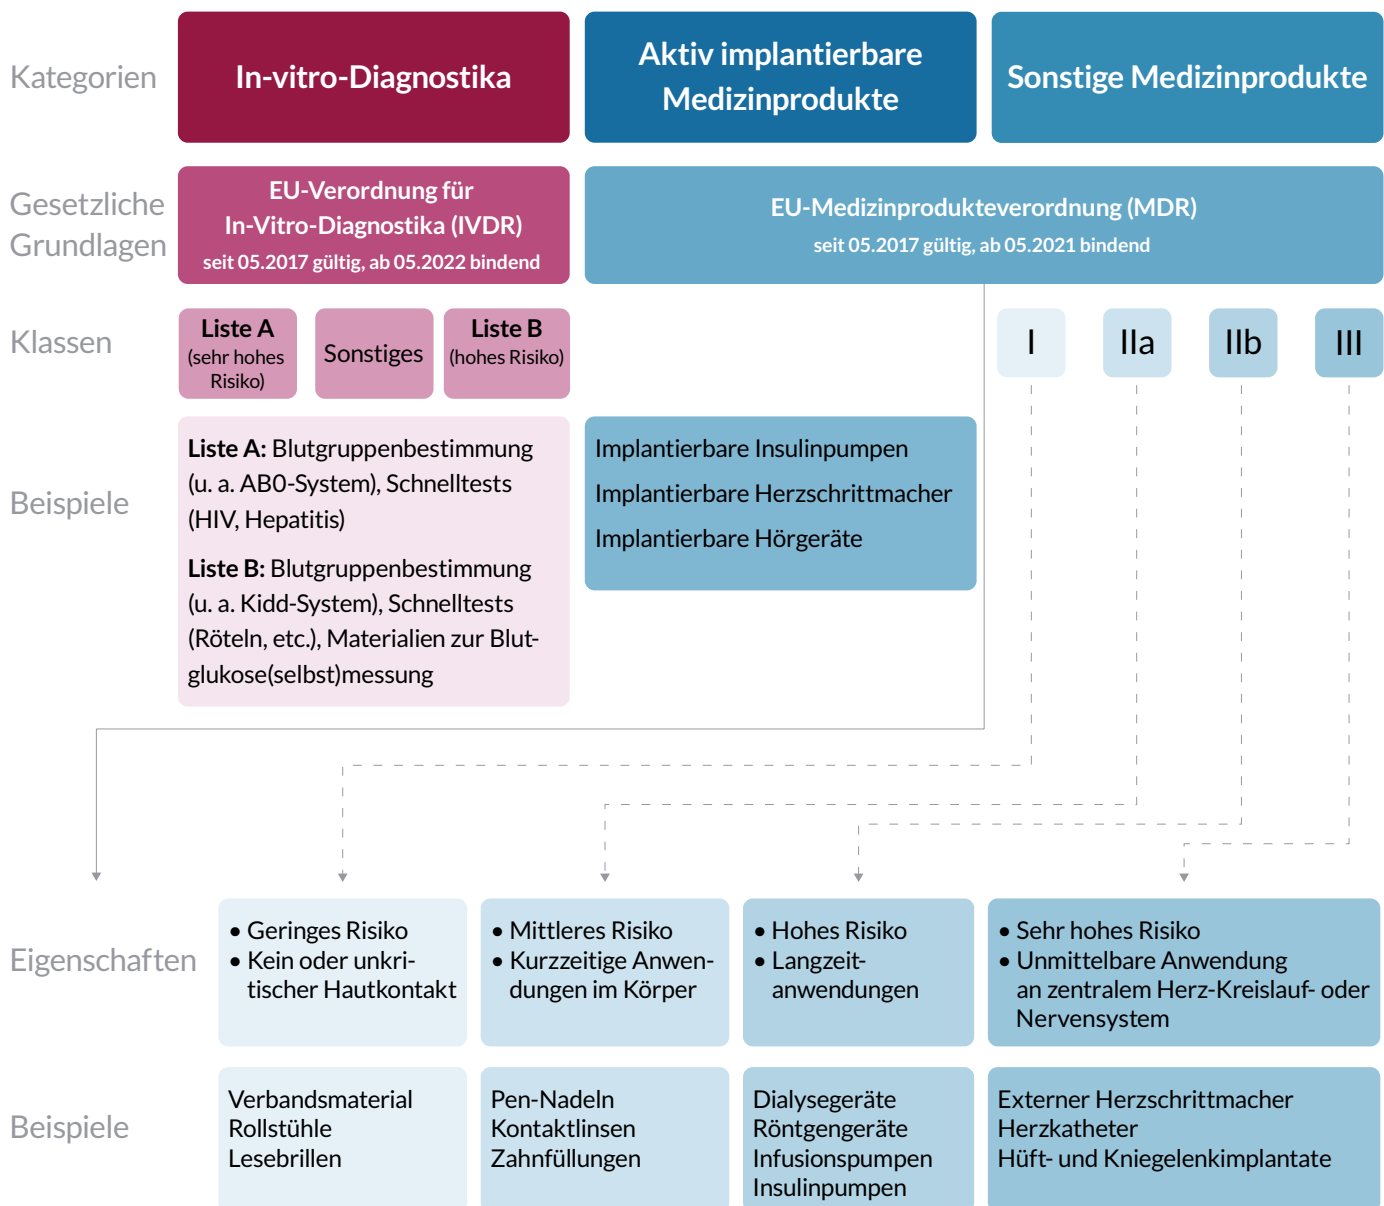 Kategorien
In-vitro-Diagnostika
Aktiv implantierbare
Medizinprodukte
Sonstige Medizinprodukte
Gesetzliche
Grundlagen
EU-Verordnung für
In-Vitro-Diagnostika (IVDR)
seit 05.2017 gültig, ab 05.2022 bindend
EU-Medizinprodukteverordnung (MDR)
seit 05.2017 gültig, ab 05.2021 bindend
Klassen
Liste A
(sehr hohes
Risiko)
Sonstiges
Liste B
(hohes Risiko)
I
IIa
IIb
III
Beispiele
Liste A: Blutgruppenbestimmung
(u. a. AB0-System), Schnelltests
(HIV, Hepatitis)
Liste B: Blutgruppenbestimmung
(u. a. Kidd-System), Schnelltests
(Röteln, etc.), Materialien zur Blut-
glukose(selbst)messung
Implantierbare Insulinpumpen
Implantierbare Herzschrittmacher
Implantierbare Hörgeräte
Eigenschaften
• Geringes Risiko
• Kein oder unkri-
tischer Hautkontakt
• Mittleres Risiko
• Kurzzeitige Anwen-
dungen im Körper
• Hohes Risiko
• Langzeit-
anwendungen
• Sehr hohes Risiko
• Unmittelbare Anwendung
an zentralem Herz-Kreislauf- oder
Nervensystem
Beispiele
Verbandsmaterial
Rollstühle
Lesebrillen
Pen-Nadeln
Kontaktlinsen
Zahnfüllungen
Dialysegeräte
Röntgengeräte
Infusionspumpen
Insulinpumpen
Externer Herzschrittmacher
Herzkatheter
Hüft- und Kniegelenkimplantate